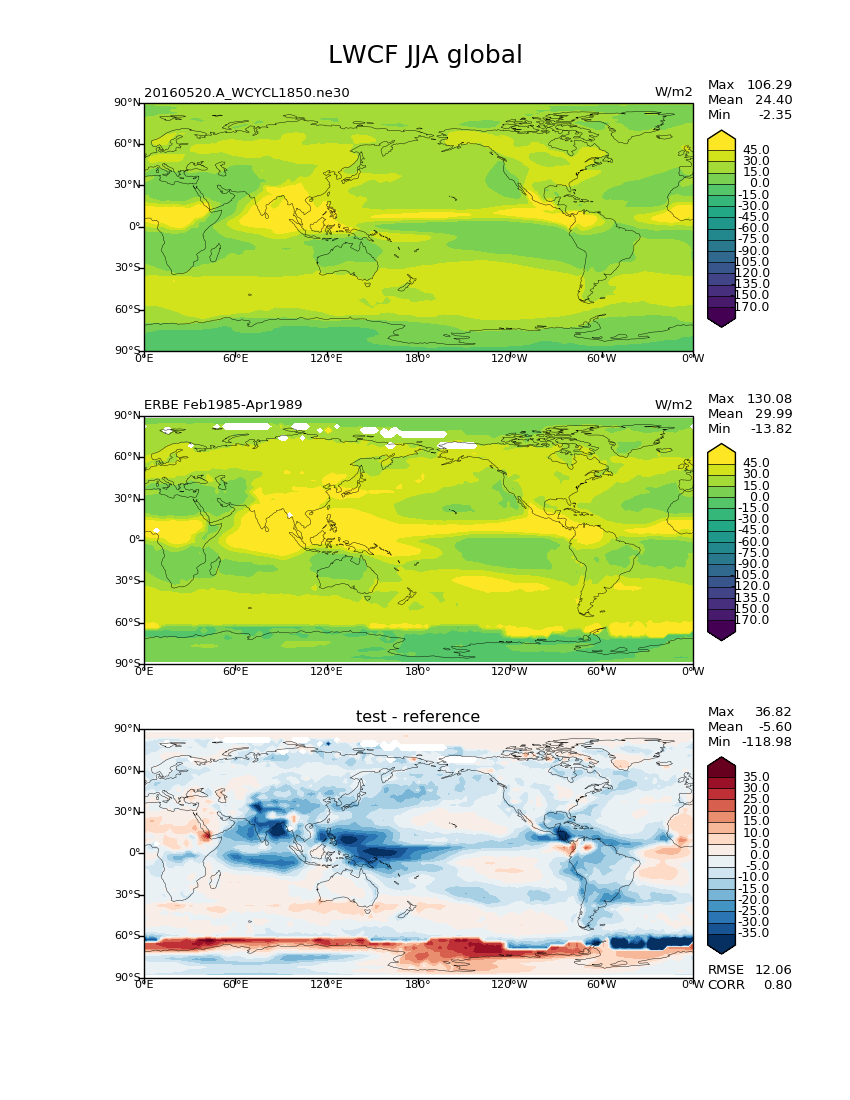 LWCF JJA global
20160520.A_WCYCL1850.ne30 W/m2
Max 106.29
Mean 24.40
Min -2.35
90°N
60°N
30°N
0°
30°S
60°S
90°S
0°E 60°E 120°E 180° 120°W 60°W 0°W
45.0
30.0
15.0
0.0
-15.0
-30.0
-45.0
-60.0
-75.0
-90.0
-105.0
-120.0
-135.0
-150.0
-170.0
ERBE Feb1985-Apr1989 W/m2
Max 130.08
Mean 29.99
Min -13.82
90°N
60°N
30°N
0°
30°S
60°S
90°S
0°E 60°E 120°E 180° 120°W 60°W 0°W
45.0
30.0
15.0
0.0
-15.0
-30.0
-45.0
-60.0
-75.0
-90.0
-105.0
-120.0
-135.0
-150.0
-170.0
test - reference
Max 36.82
Mean -5.60
Min -118.98
90°N
60°N
30°N
0°
30°S
60°S
90°S
0°E 60°E 120°E 180° 120°W 60°W 0°W
35.0
30.0
25.0
20.0
15.0
10.0
5.0
0.0
-5.0
-10.0
-15.0
-20.0
-25.0
-30.0
-35.0
RMSE 12.06
CORR 0.80